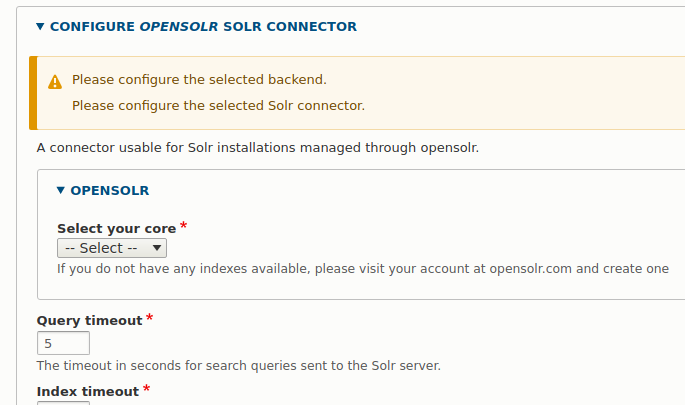 CONFIGURE OPENSOLR SOLR CONNECTOR
Please configure the selected backend.
Please configure the selected Solr connector.
A connector usable for Solr installations managed through opensolr.
OPENSOLR
Select your core *
-- Select --
If you do not have any indexes available, please visit your account at opensolr.com and create one
Query timeout *
5
The timeout in seconds for search queries sent to the Solr server.
Index timeout *